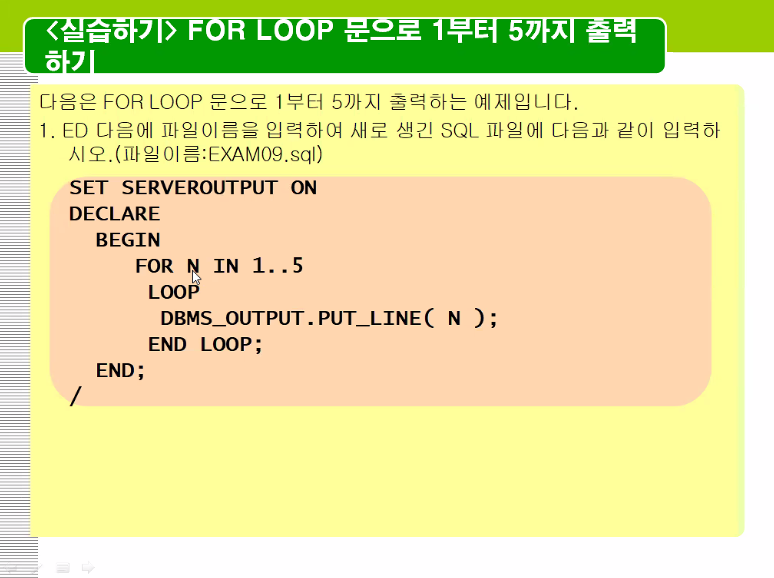 <실습하기> FOR LOOP 문으로 1부터 5까지 출력
하기
다음은 FOR LOOP 문으로 1부터 5까지 출력하는 예제입니다.
1. ED 다음에 파일이름을 입력하여 새로 생긴 SQL 파일에 다음과 같이 입력하
시오.(파일이름:EXAM09.sql)
SET SERVEROUTPUT ON
DECLARE
BEGIN
FOR N IN 1..5
LOOP
DBMS_OUTPUT.PUT_LINE( N );
END LOOP;
END;
/